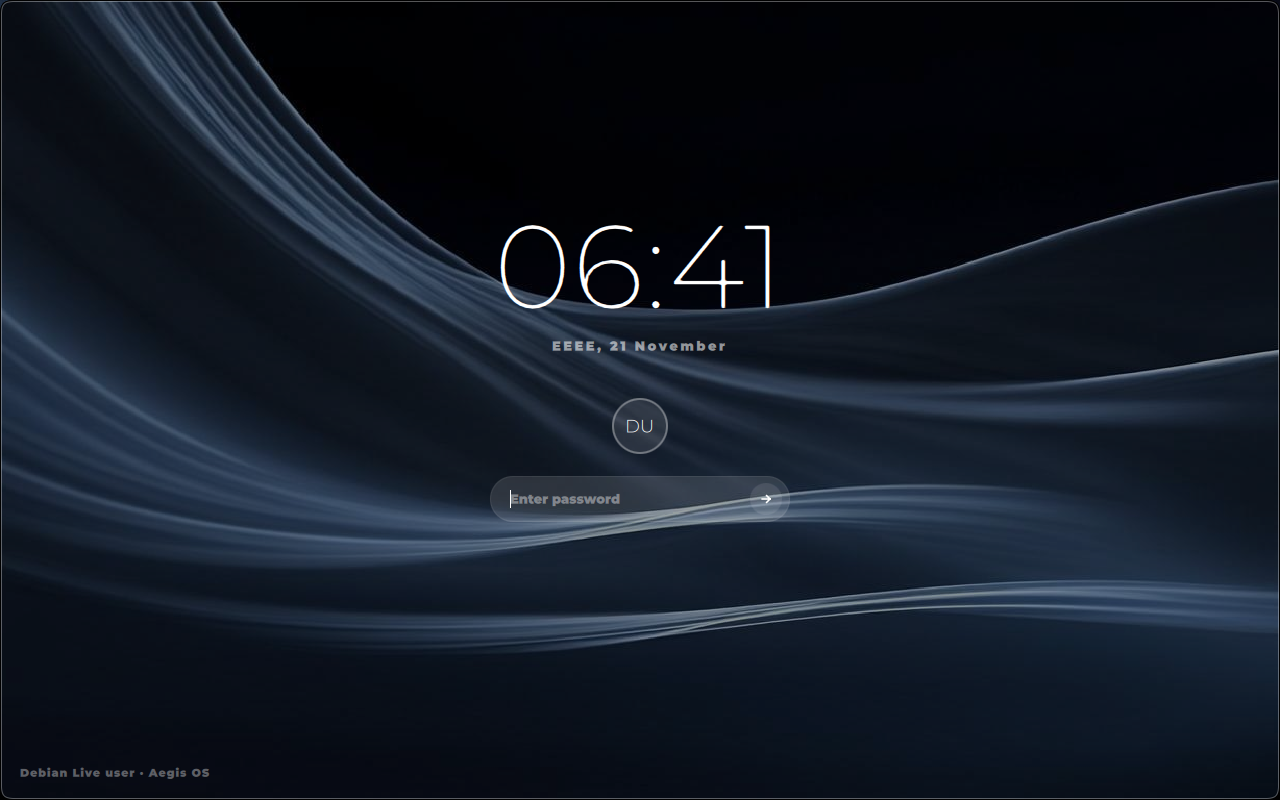 06:41
EEEE, 21 November
DU
Enter password
Debian Live user • Aegis OS